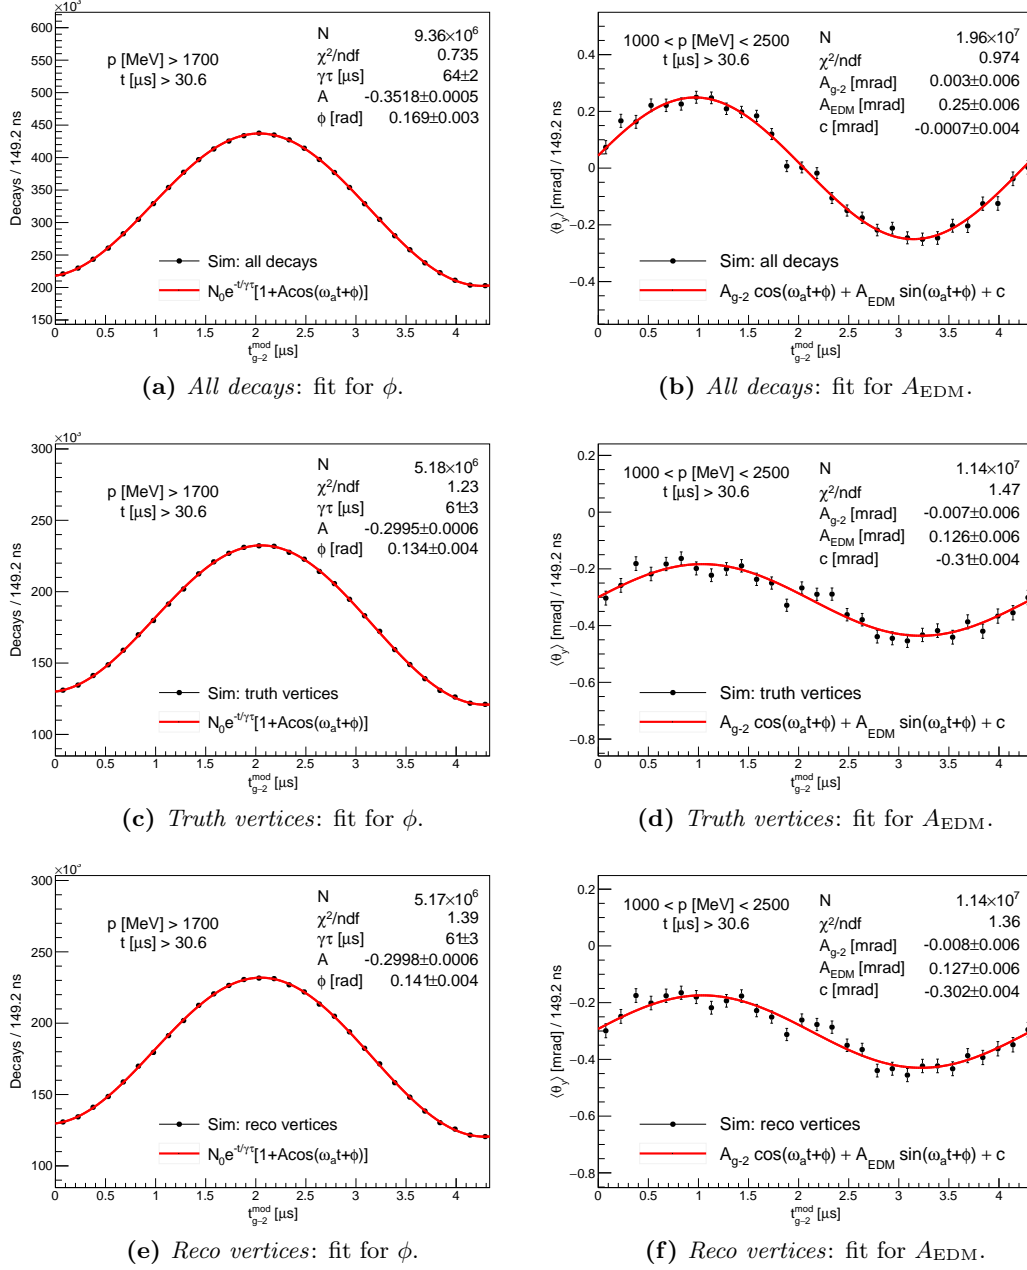 ×10³
600
550
500
450
400
350
300
250
200
150
Decays / 149.2 ns
p [MeV] > 1700
t [μs] > 30.6
N 9.36×10⁶
χ²/ndf 0.735
γτ [μs] 64±2
A -0.3518±0.0005
ϕ [rad] 0.169±0.003
Sim: all decays
N₀e^{-t/γτ}[1+Acos(ωₐt+ϕ)]
0 0.5 1 1.5 2 2.5 3 3.5 4
t_{g-2}^{mod} [μs]
(a) All decays: fit for ϕ.
0.4
0.2
0
−0.2
−0.4
⟨θ_y⟩ [mrad] / 149.2 ns
1000 < p [MeV] < 2500
t [μs] > 30.6
N 1.96×10⁷
χ²/ndf 0.974
A_{g-2} [mrad] 0.003±0.006
A_{EDM} [mrad] 0.25±0.006
c [mrad] -0.0007±0.004
Sim: all decays
A_{g-2} cos(ωₐt+ϕ) + A_{EDM} sin(ωₐt+ϕ) + c
0 0.5 1 1.5 2 2.5 3 3.5 4
t_{g-2}^{mod} [μs]
(b) All decays: fit for A_{EDM}.
×10³
300
250
200
150
100
Decays / 149.2 ns
p [MeV] > 1700
t [μs] > 30.6
N 5.18×10⁶
χ²/ndf 1.23
γτ [μs] 61±3
A -0.2995±0.0006
ϕ [rad] 0.134±0.004
Sim: truth vertices
N₀e^{-t/γτ}[1+Acos(ωₐt+ϕ)]
0 0.5 1 1.5 2 2.5 3 3.5 4
t_{g-2}^{mod} [μs]
(c) Truth vertices: fit for ϕ.
0.2
0
−0.2
−0.4
−0.6
−0.8
⟨θ_y⟩ [mrad] / 149.2 ns
1000 < p [MeV] < 2500
t [μs] > 30.6
N 1.14×10⁷
χ²/ndf 1.47
A_{g-2} [mrad] -0.007±0.006
A_{EDM} [mrad] 0.126±0.006
c [mrad] -0.31±0.004
Sim: truth vertices
A_{g-2} cos(ωₐt+ϕ) + A_{EDM} sin(ωₐt+ϕ) + c
0 0.5 1 1.5 2 2.5 3 3.5 4
t_{g-2}^{mod} [μs]
(d) Truth vertices: fit for A_{EDM}.
×10³
300
250
200
150
100
Decays / 149.2 ns
p [MeV] > 1700
t [μs] > 30.6
N 5.17×10⁶
χ²/ndf 1.39
γτ [μs] 61±3
A -0.2998±0.0006
ϕ [rad] 0.141±0.004
Sim: reco vertices
N₀e^{-t/γτ}[1+Acos(ωₐt+ϕ)]
0 0.5 1 1.5 2 2.5 3 3.5 4
t_{g-2}^{mod} [μs]
(e) Reco vertices: fit for ϕ.
0.2
0
−0.2
−0.4
−0.6
−0.8
⟨θ_y⟩ [mrad] / 149.2 ns
1000 < p [MeV] < 2500
t [μs] > 30.6
N 1.14×10⁷
χ²/ndf 1.36
A_{g-2} [mrad] -0.008±0.006
A_{EDM} [mrad] 0.127±0.006
c [mrad] -0.302±0.004
Sim: reco vertices
A_{g-2} cos(ωₐt+ϕ) + A_{EDM} sin(ωₐt+ϕ) + c
0 0.5 1 1.5 2 2.5 3 3.5 4
t_{g-2}^{mod} [μs]
(f) Reco vertices: fit for A_{EDM}.